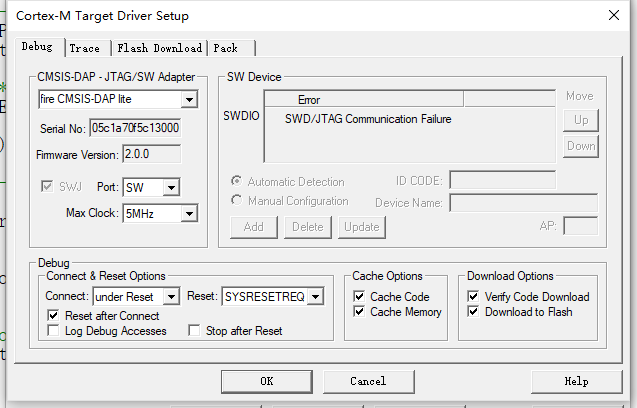 Cortex-M Target Driver Setup
Debug Trace Flash Download Pack
CMSIS-DAP - JTAG/SW Adapter
fire CMSIS-DAP lite
Serial No: 05c1a70f5c13000
Firmware Version: 2.0.0
SWJ Port: SW
Max Clock: 5MHz
SW Device
Error
SWDIO SWD/JTAG Communication Failure
Move
Up
Down
Automatic Detection ID CODE:
Manual Configuration Device Name:
Add Delete Update AP:
Debug
Connect & Reset Options
Connect: under Reset Reset: SYSRESETREQ
Reset after Connect
Log Debug Accesses Stop after Reset
Cache Options
Cache Code
Cache Memory
Download Options
Verify Code Download
Download to Flash
OK Cancel Help